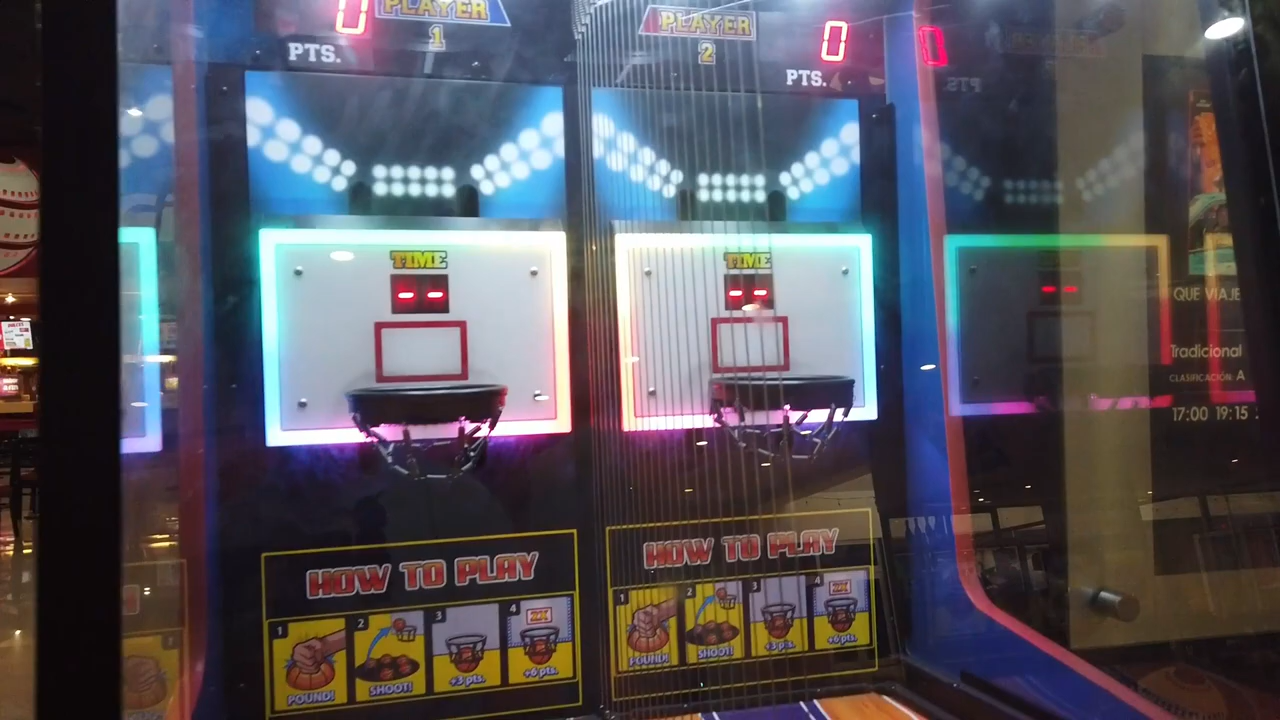 0
PLAYER
1
PTS.
PLAYER
2
0
PTS.
0
PTS
TIME
- -
TIME
- -
QUE VIAJE
Tradicional
CLASIFICACIÓN: A
17:00 19:15
HOW TO PLAY
1
POUND!
2
SHOOT!
3
+3 pts.
4
2X
+6 pts.
HOW TO PLAY
1
POUND!
2
SHOOT!
3
+3 pts.
4
2X
+6 pts.